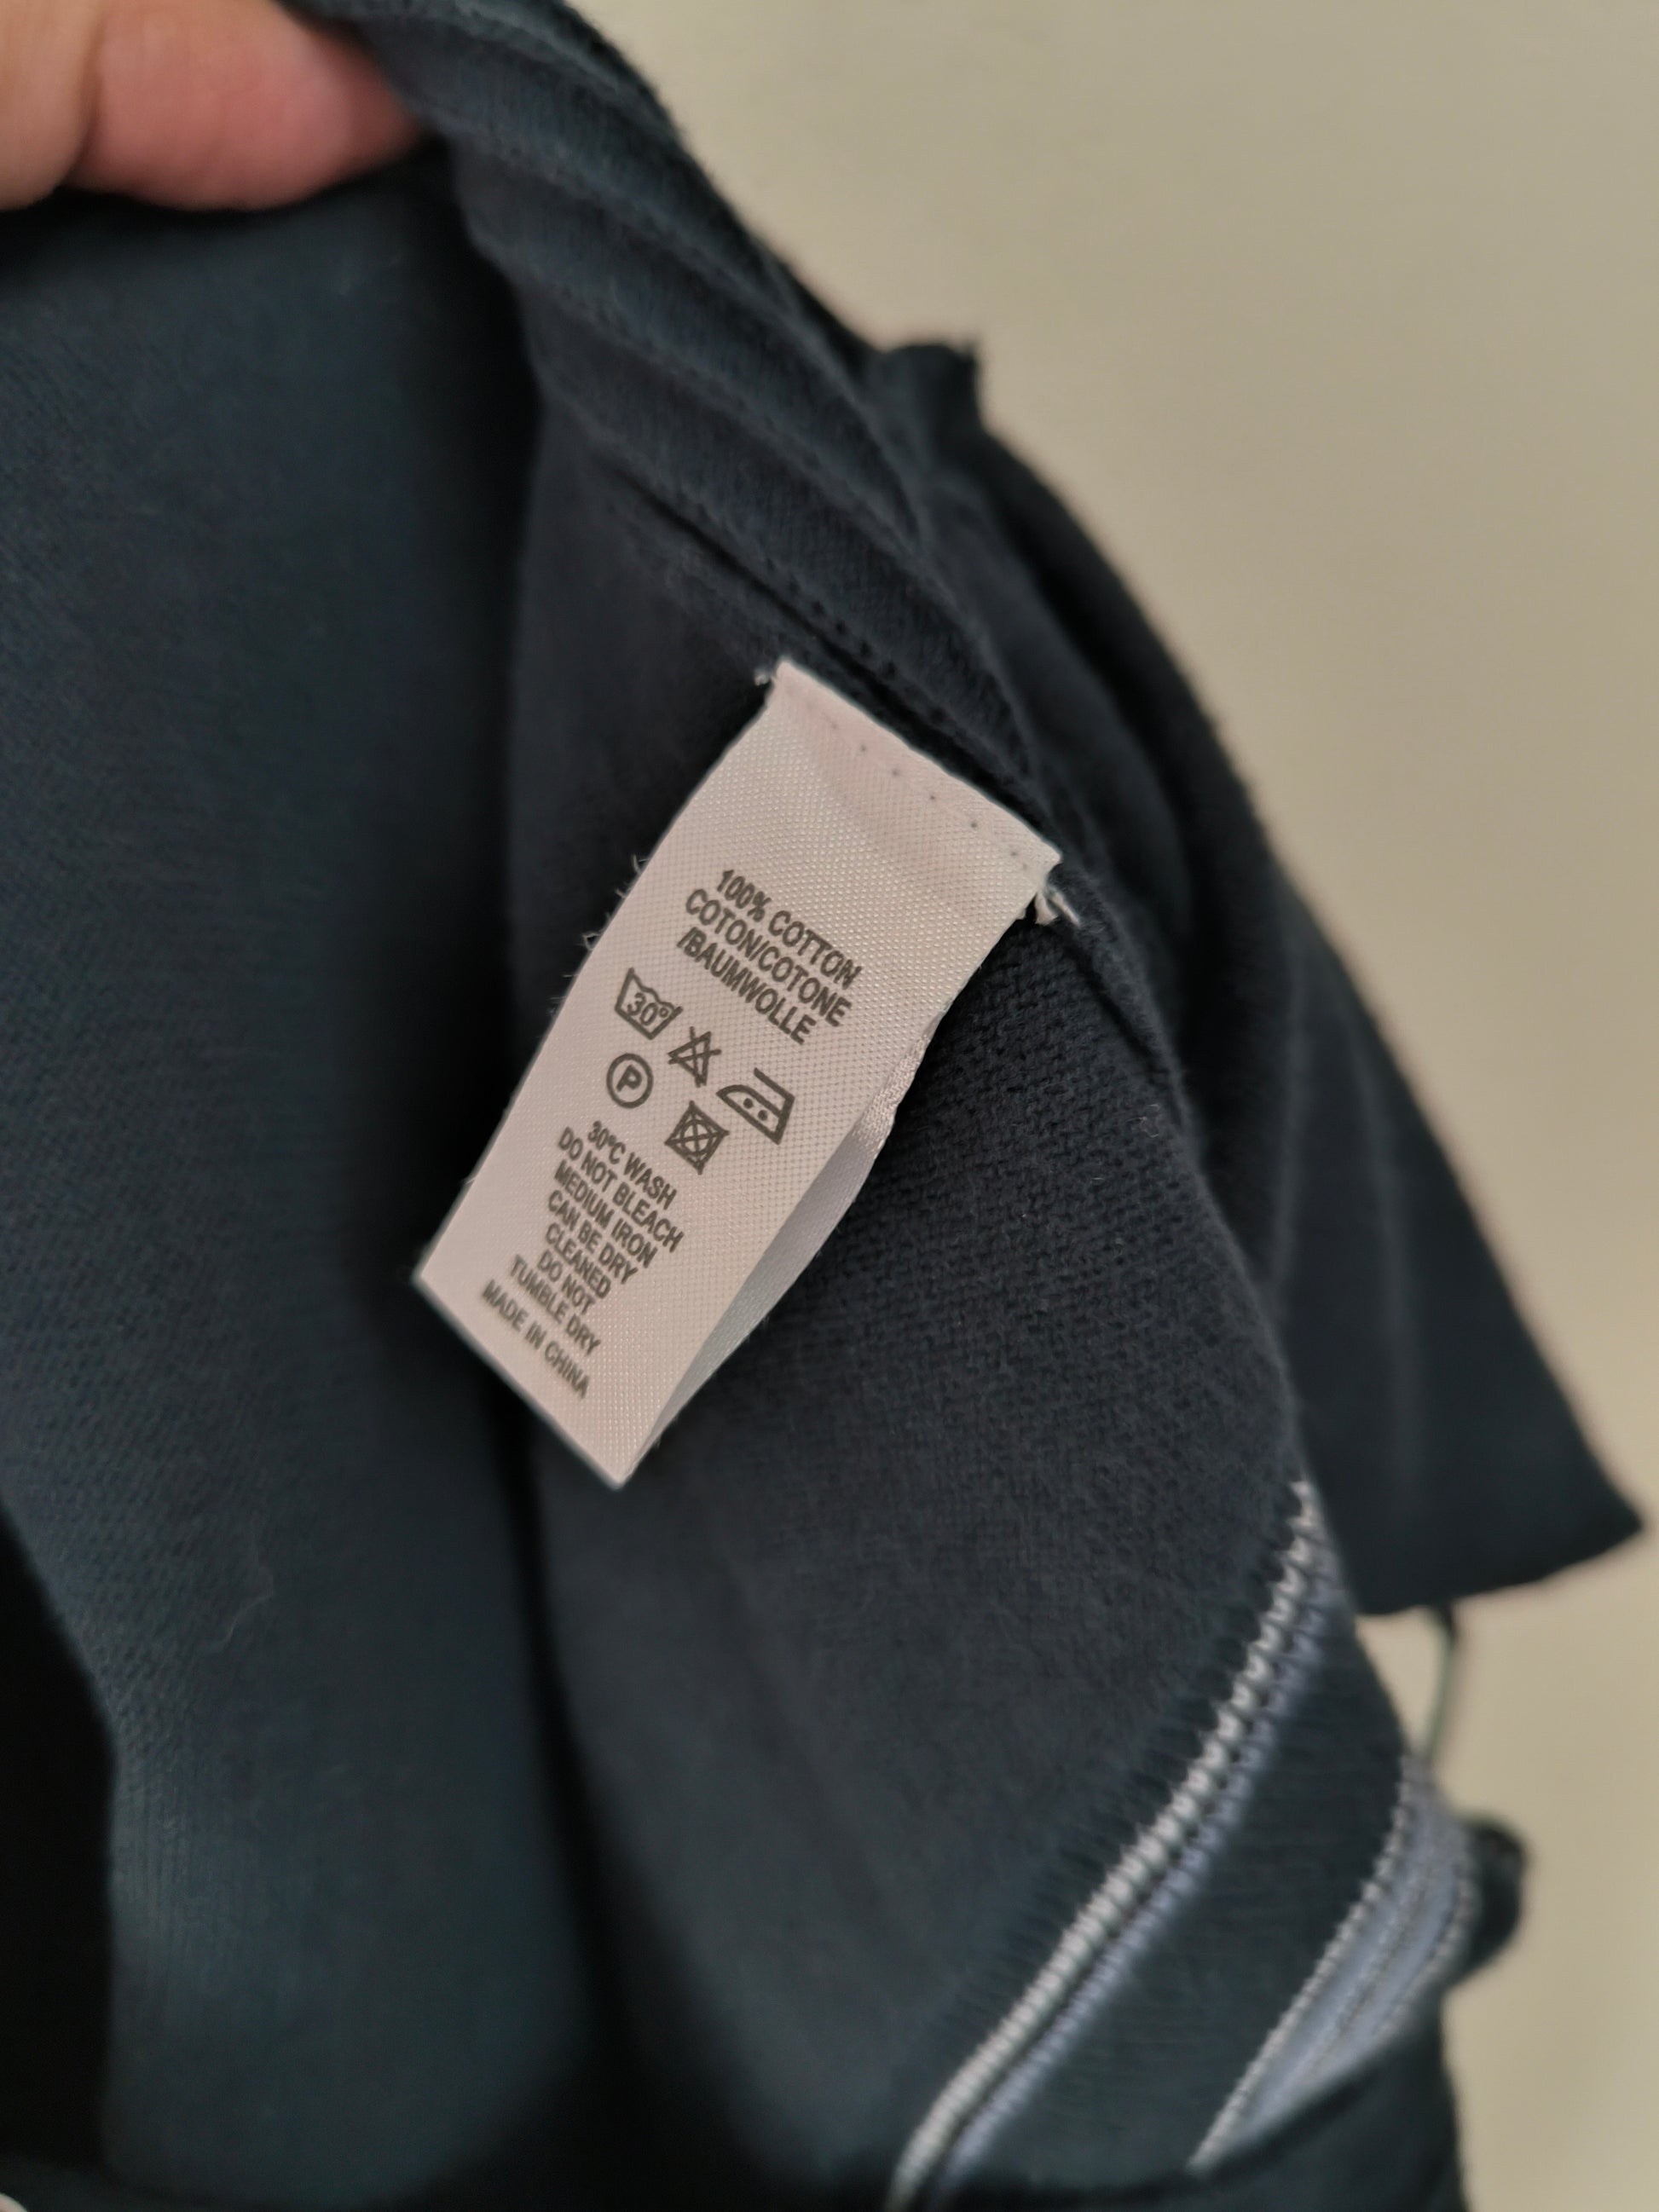 100% COTTON
COTON/COTONE
/BAUMWOLLE
30°
P
30°C WASH
DO NOT BLEACH
MEDIUM IRON
CAN BE DRY
CLEANED
DO NOT
TUMBLE DRY
MADE IN CHINA